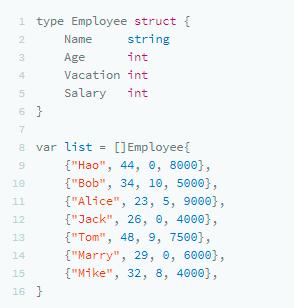 1 type Employee struct {
2     Name     string
3     Age      int
4     Vacation int
5     Salary   int
6 }
7
8 var list = []Employee{
9     {"Hao", 44, 0, 8000},
10     {"Bob", 34, 10, 5000},
11     {"Alice", 23, 5, 9000},
12     {"Jack", 26, 0, 4000},
13     {"Tom", 48, 9, 7500},
14     {"Marry", 29, 0, 6000},
15     {"Mike", 32, 8, 4000},
16 }